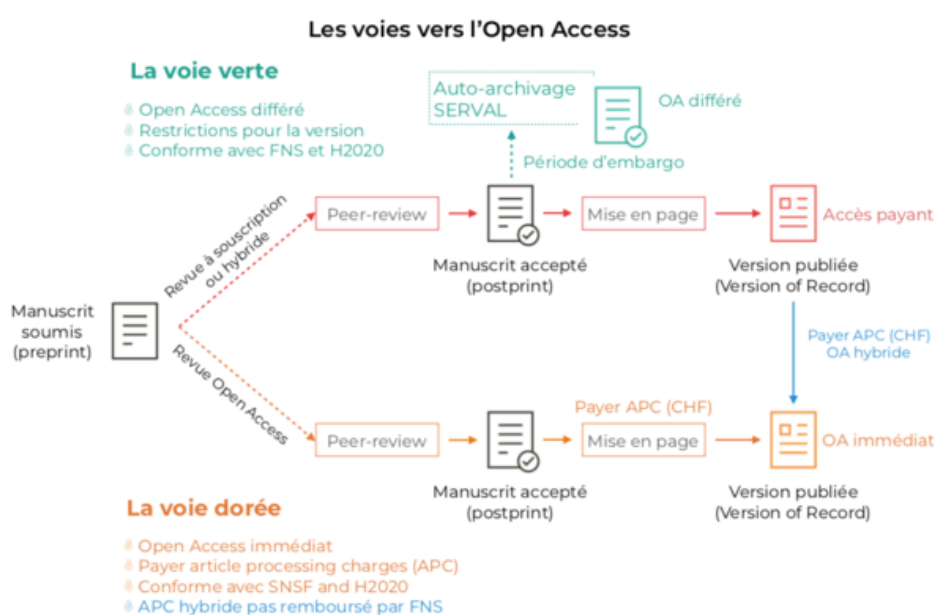 Les voies vers l'Open Access
La voie verte
Open Access différé
Restrictions pour la version
Conforme avec FNS et H2020
Auto-archivage
SERVAL
OA différé
Période d'embargo
Revue à souscription
ou hybride
Peer-review
Mise en page
Accès payant
Manuscrit accepté
(postprint)
Version publiée
(Version of Record)
Manuscrit
soumis
(preprint)
Payer APC (CHF)
OA hybride
Revue Open Access
Peer-review
Payer APC (CHF)
Mise en page
OA immédiat
Manuscrit accepté
(postprint)
Version publiée
(Version of Record)
La voie dorée
Open Access immédiat
Payer article processing charges (APC)
Conforme avec SNSF and H2020
APC hybride pas remboursé par FNS